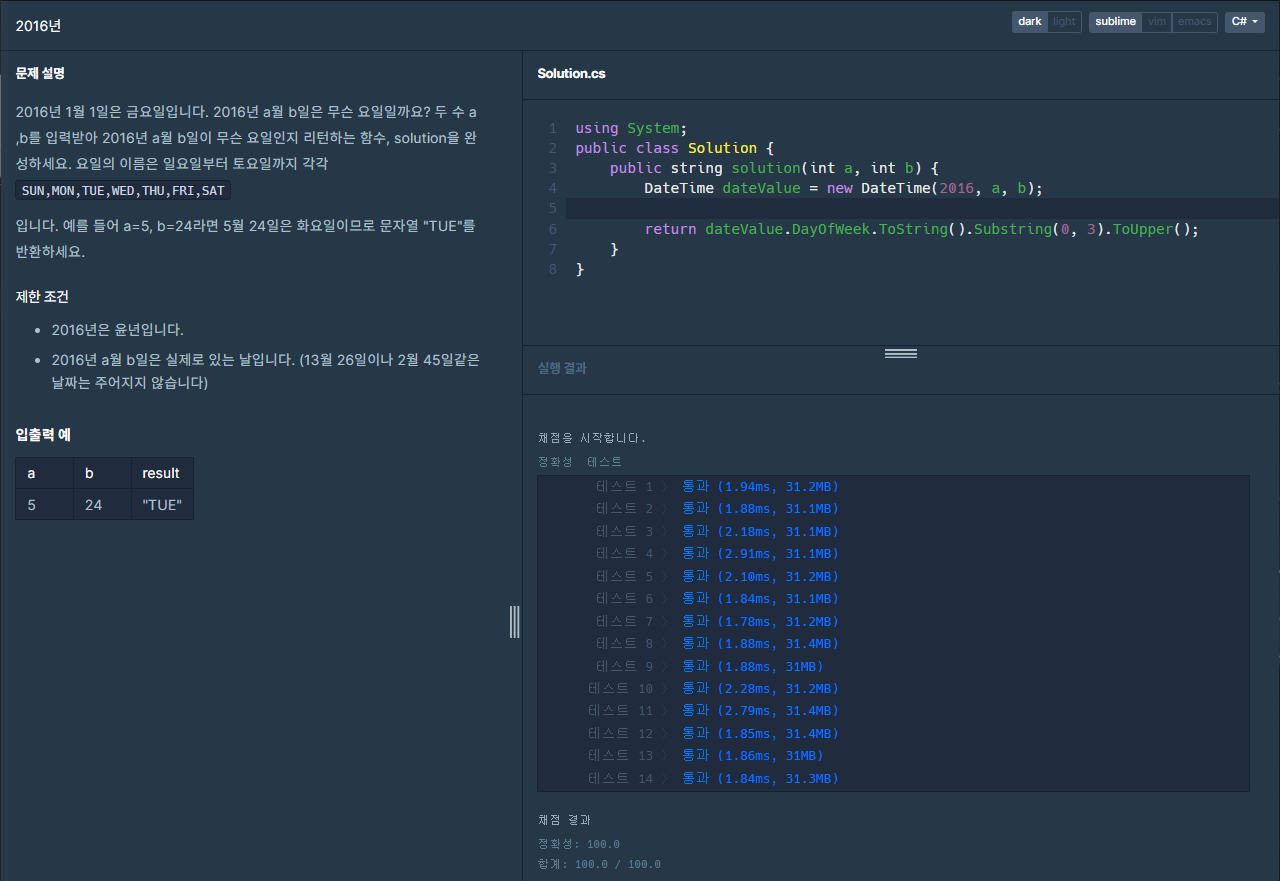 2016년
dark light sublime vim emacs C#
문제 설명
2016년 1월 1일은 금요일입니다. 2016년 a월 b일은 무슨 요일일까요? 두 수 a
,b를 입력받아 2016년 a월 b일이 무슨 요일인지 리턴하는 함수, solution을 완
성하세요. 요일의 이름은 일요일부터 토요일까지 각각
SUN,MON,TUE,WED,THU,FRI,SAT
입니다. 예를 들어 a=5, b=24라면 5월 24일은 화요일이므로 문자열 "TUE"를
반환하세요.
제한 조건
• 2016년은 윤년입니다.
• 2016년 a월 b일은 실제로 있는 날입니다. (13월 26일이나 2월 45일같은
날짜는 주어지지 않습니다)
입출력 예
a b result
5 24 "TUE"
Solution.cs
1 using System;
2 public class Solution {
3 public string solution(int a, int b) {
4 DateTime dateValue = new DateTime(2016, a, b);
5
6 return dateValue.DayOfWeek.ToString().Substring(0, 3).ToUpper();
7 }
8 }
실행 결과
채점을 시작합니다.
정확성 테스트
테스트 1 〉 통과 (1.94ms, 31.2MB)
테스트 2 〉 통과 (1.88ms, 31.1MB)
테스트 3 〉 통과 (2.18ms, 31.1MB)
테스트 4 〉 통과 (2.91ms, 31.1MB)
테스트 5 〉 통과 (2.10ms, 31.2MB)
테스트 6 〉 통과 (1.84ms, 31.1MB)
테스트 7 〉 통과 (1.78ms, 31.2MB)
테스트 8 〉 통과 (1.88ms, 31.4MB)
테스트 9 〉 통과 (1.88ms, 31MB)
테스트 10 〉 통과 (2.28ms, 31.2MB)
테스트 11 〉 통과 (2.79ms, 31.4MB)
테스트 12 〉 통과 (1.85ms, 31.4MB)
테스트 13 〉 통과 (1.86ms, 31MB)
테스트 14 〉 통과 (1.84ms, 31.3MB)
채점 결과
정확성: 100.0
합계: 100.0 / 100.0